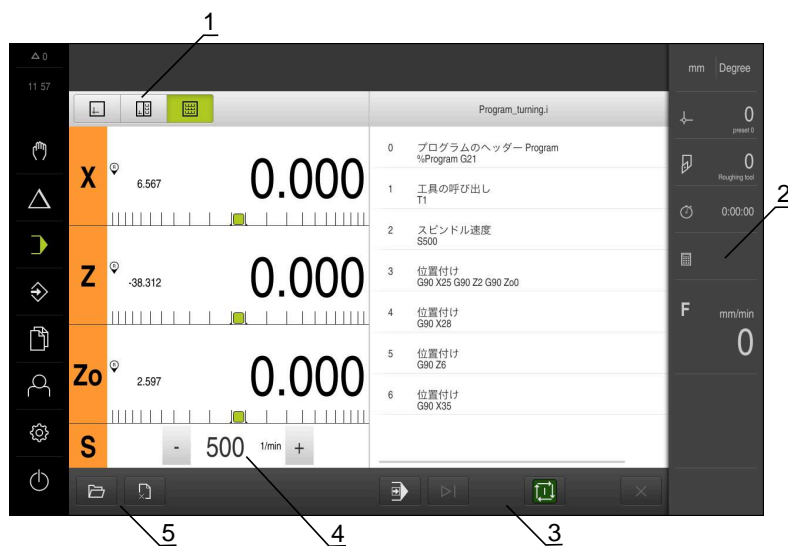 1
△ 0
11 57
mm Degree
Program_turning.i
0
preset 0
0
Roughing tool
0:00:00
2
F mm/min
0
X R 6.567 0.000
Z R -38.312 0.000
Zo R 2.597 0.000
S - 500 1/min +
0 プログラムのヘッダー Program
%Program G21
1 工具の呼び出し
T1
2 スピンドル速度
S500
3 位置付け
G90 X25 G90 Z2 G90 Zo0
4 位置付け
G90 X28
5 位置付け
G90 Z6
6 位置付け
G90 X35
5
4
3